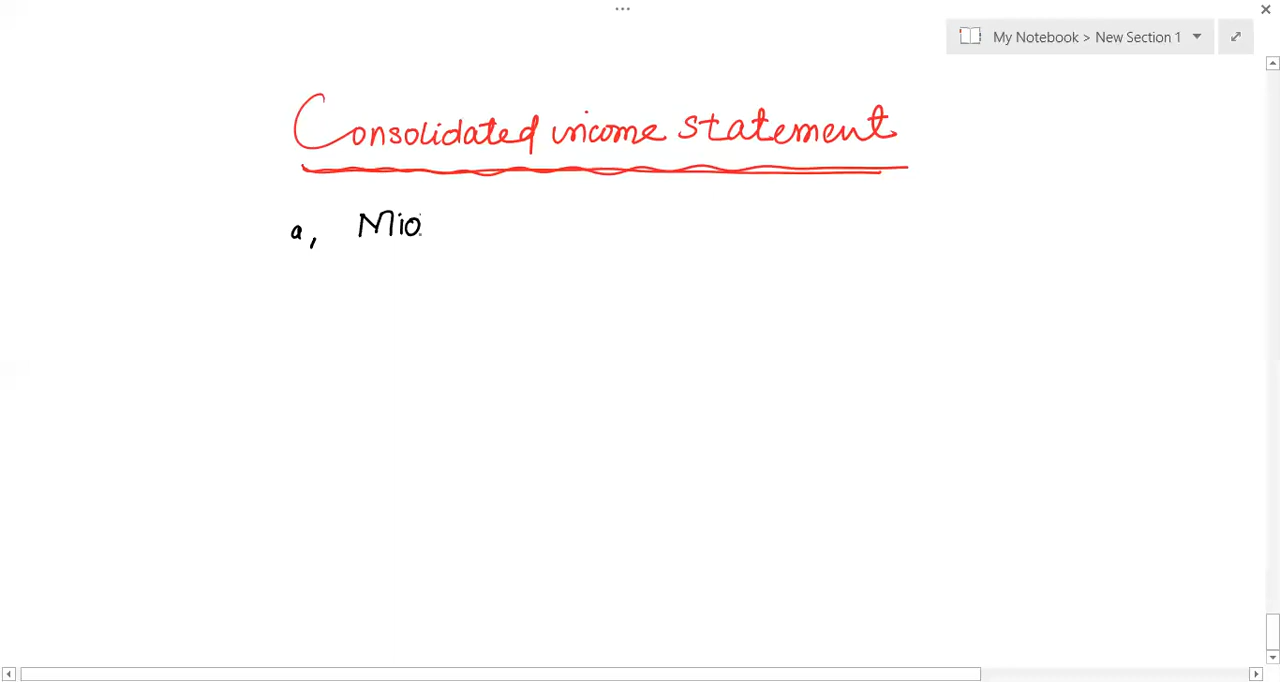 My Notebook > New Section 1
Consolidated income statement
a, Mio